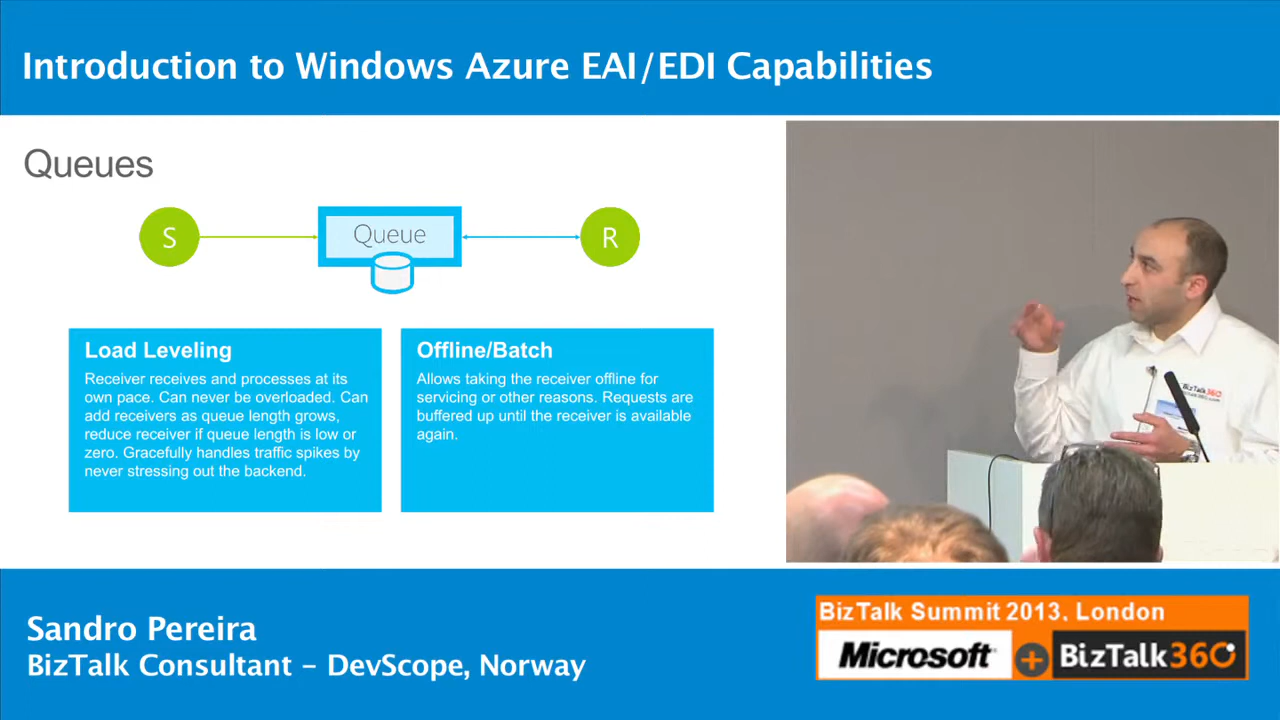 Introduction to Windows Azure EAI/EDI Capabilities
Queues
S
Queue
R
Load Leveling
Receiver receives and processes at its
own pace. Can never be overloaded. Can
add receivers as queue length grows,
reduce receiver if queue length is low or
zero. Gracefully handles traffic spikes by
never stressing out the backend.
Offline/Batch
Allows taking the receiver offline for
servicing or other reasons. Requests are
buffered up until the receiver is available
again.
BizTalk360
Sandro Pereira
BizTalk Consultant – DevScope, Norway
BizTalk Summit 2013, London
Microsoft + BizTalk360